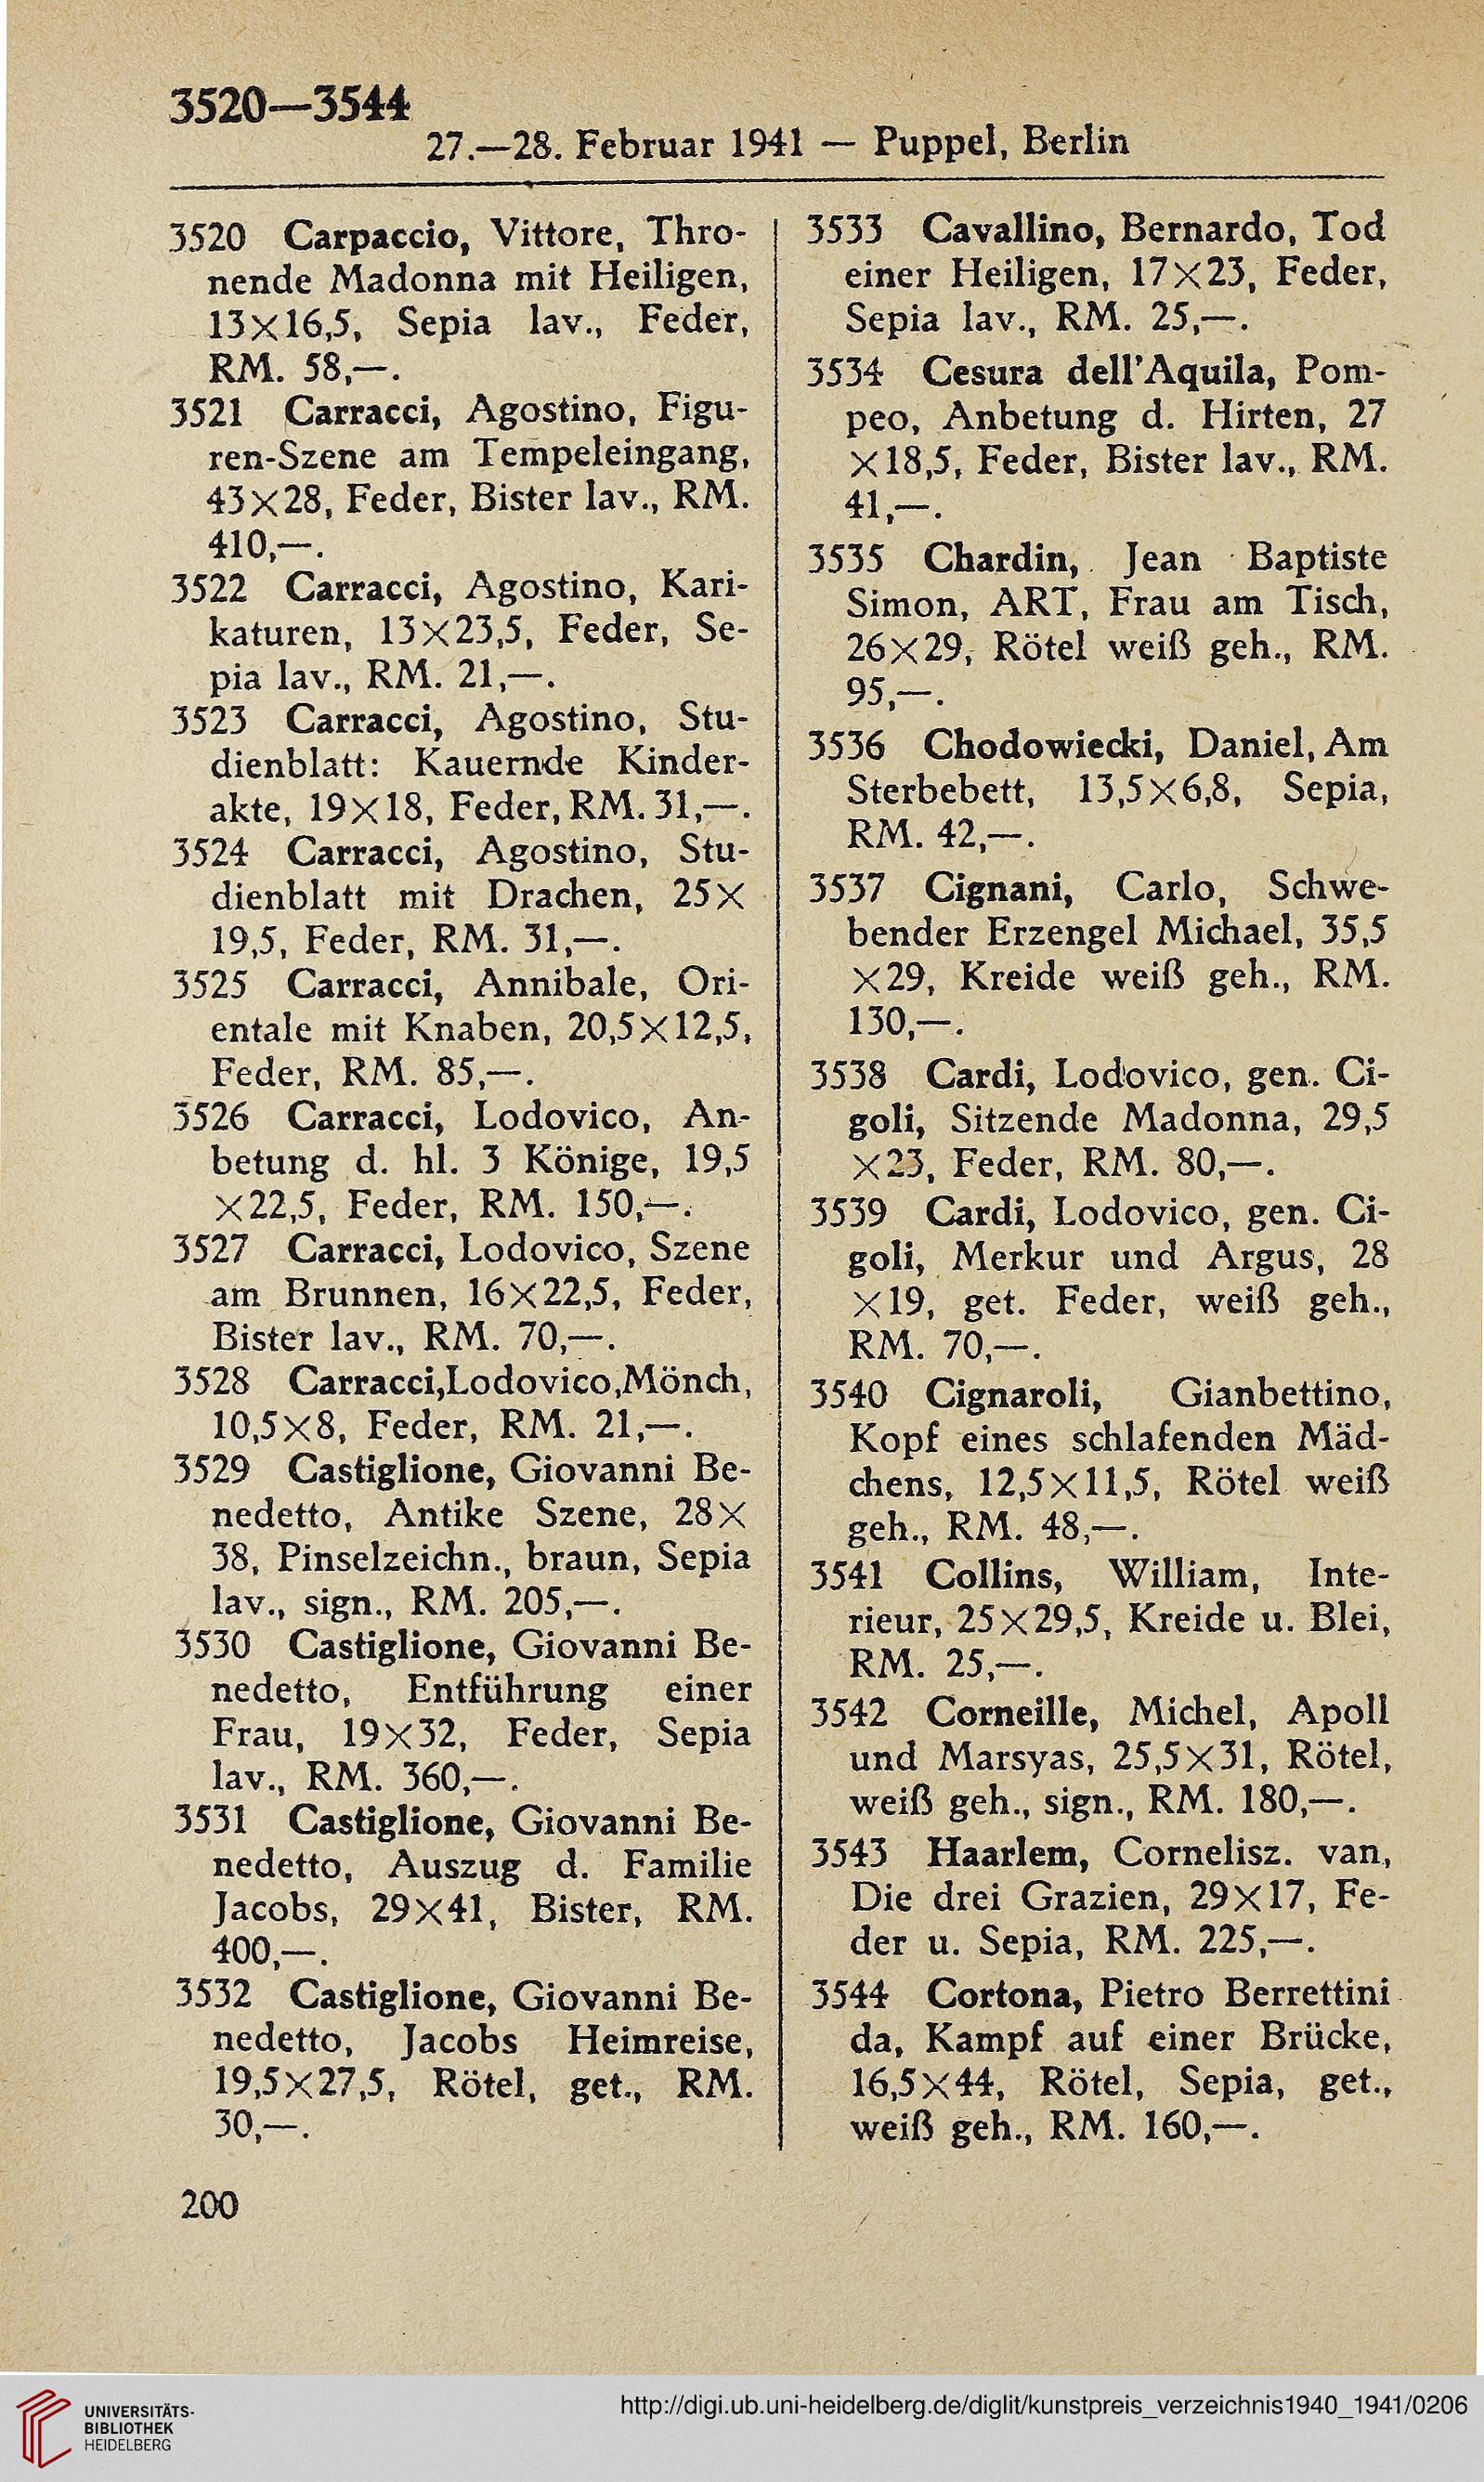 3520—3544
27.—28. Februar 1941 — Puppel, Berlin
3520 Carpaccio, Vittore, Thro-
nende Madonna mit Heiligen,
13×16,5, Sepia lav., Feder,
RM. 58,—.
3521 Carracci, Agostino, Figu-
ren-Szene am Tempeleingang,
43×28, Feder, Bister lav., RM.
410,—.
3522 Carracci, Agostino, Kari-
katuren, 13×23,5, Feder, Se-
pia lav., RM. 21,—.
3523 Carracci, Agostino, Stu-
dienblatt: Kauernde Kinder-
akte, 19×18, Feder, RM. 31,—.
3524 Carracci, Agostino, Stu-
dienblatt mit Drachen, 25×
19,5, Feder, RM. 31,—.
3525 Carracci, Annibale, Ori-
entale mit Knaben, 20,5×12,5,
Feder, RM. 85,—.
3526 Carracci, Lodovico, An-
betung d. hl. 3 Könige, 19,5
×22,5, Feder, RM. 150,—.
3527 Carracci, Lodovico, Szene
am Brunnen, 16×22,5, Feder,
Bister lav., RM. 70,—.
3528 Carracci,Lodovico,Mönch,
10,5×8, Feder, RM. 21,—.
3529 Castiglione, Giovanni Be-
nedetto, Antike Szene, 28×
38, Pinselzeichn., braun, Sepia
lav., sign., RM. 205,—.
3530 Castiglione, Giovanni Be-
nedetto, Entführung einer
Frau, 19×32, Feder, Sepia
lav., RM. 360,—.
3531 Castiglione, Giovanni Be-
nedetto, Auszug d. Familie
Jacobs, 29×41, Bister, RM.
400,—.
3532 Castiglione, Giovanni Be-
nedetto, Jacobs Heimreise,
19,5×27,5, Rötel, get., RM.
30,—.
3533 Cavallino, Bernardo, Tod
einer Heiligen, 17×23, Feder,
Sepia lav., RM. 25,—.
3534 Cesura dell'Aquila, Pom-
peo, Anbetung d. Hirten, 27
×18,5, Feder, Bister lav., RM.
41,—.
3535 Chardin, Jean Baptiste
Simon, ART, Frau am Tisch,
26×29, Rötel weiß geh., RM.
95,—.
3536 Chodowiecki, Daniel, Am
Sterbebett, 13,5×6,8, Sepia,
RM. 42,—.
3537 Cignani, Carlo, Schwe-
bender Erzengel Michael, 35,5
×29, Kreide weiß geh., RM.
130,—.
3538 Cardi, Lodovico, gen. Ci-
goli, Sitzende Madonna, 29,5
×23, Feder, RM. 80,—.
3539 Cardi, Lodovico, gen. Ci-
goli, Merkur und Argus, 28
×19, get. Feder, weiß geh.,
RM. 70,—.
3540 Cignaroli, Gianbettino,
Kopf eines schlafenden Mäd-
chens, 12,5×11,5, Rötel weiß
geh., RM. 48,—.
3541 Collins, William, Inte-
rieur, 25×29,5, Kreide u. Blei,
RM. 25,—.
3542 Corneille, Michel, Apoll
und Marsyas, 25,5×31, Rötel,
weiß geh., sign., RM. 180,—.
3543 Haarlem, Cornelisz. van,
Die drei Grazien, 29×17, Fe-
der u. Sepia, RM. 225,—.
3544 Cortona, Pietro Berrettini
da, Kampf auf einer Brücke,
16,5×44, Rötel, Sepia, get.,
weiß geh., RM. 160,—.
200
UNIVERSITÄTS-
BIBLIOTHEK
HEIDELBERG
http://digi.ub.uni-heidelberg.de/diglit/kunstpreis_verzeichnis1940_1941/0206